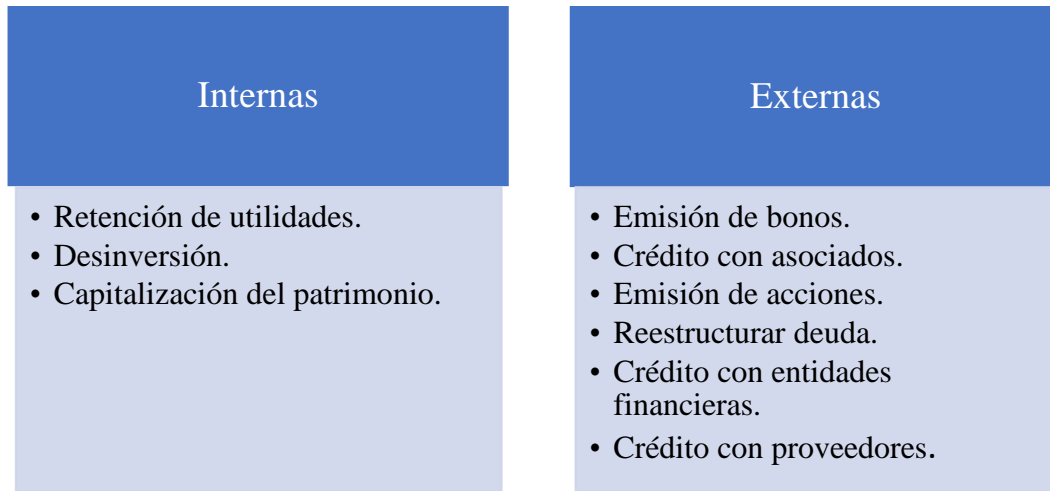 Internas
• Retención de utilidades.
• Desinversión.
• Capitalización del patrimonio.
Externas
• Emisión de bonos.
• Crédito con asociados.
• Emisión de acciones.
• Reestructurar deuda.
• Crédito con entidades
financieras.
• Crédito con proveedores.